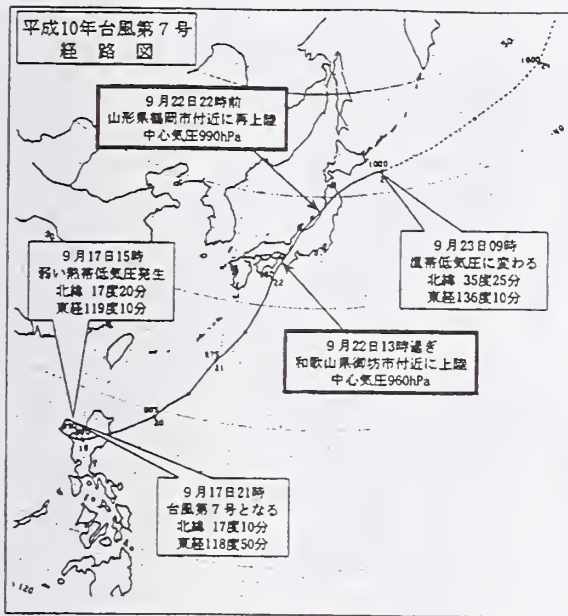 平成10年台風第7号
経路図
9月22日22時前
山形県鶴岡市付近に再上陸
中心気圧990hPa
9月17日15時
弱い熱帯低気圧発生
北緯 17度20分
東経119度10分
9月23日09時
温帯低気圧に変わる
北緯 35度25分
東経136度10分
9月22日13時過ぎ
和歌山県御坊市付近に上陸
中心気圧960hPa
9月17日21時
台風第7号となる
北緯 17度10分
東経118度50分
1000
22
21
20
120